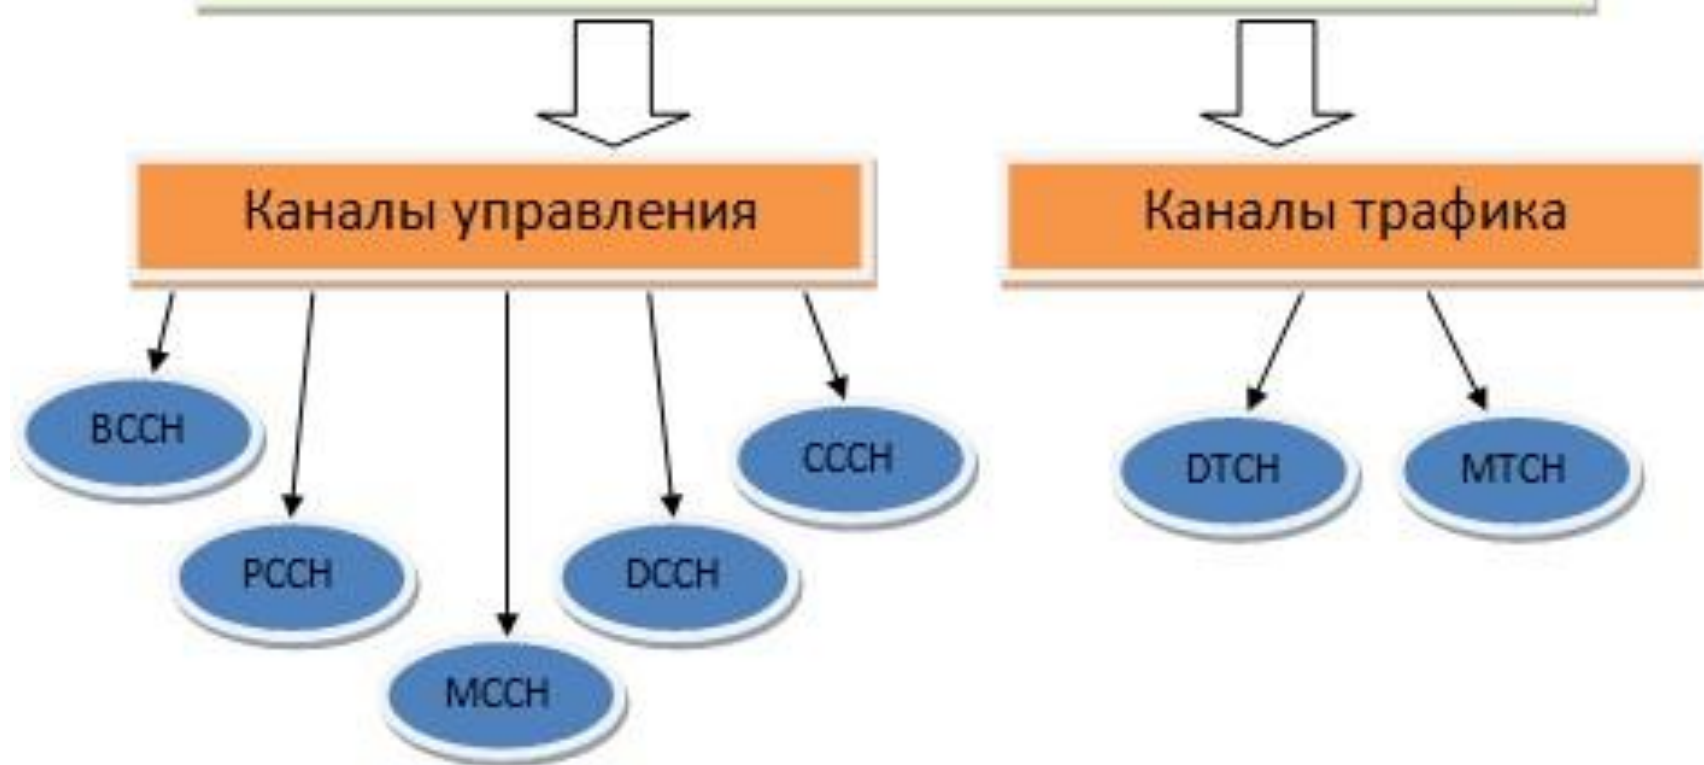 Каналы управления
Каналы трафика
BCCH
CCCH
DTCH
MTCH
PCCH
DCCH
MCCH